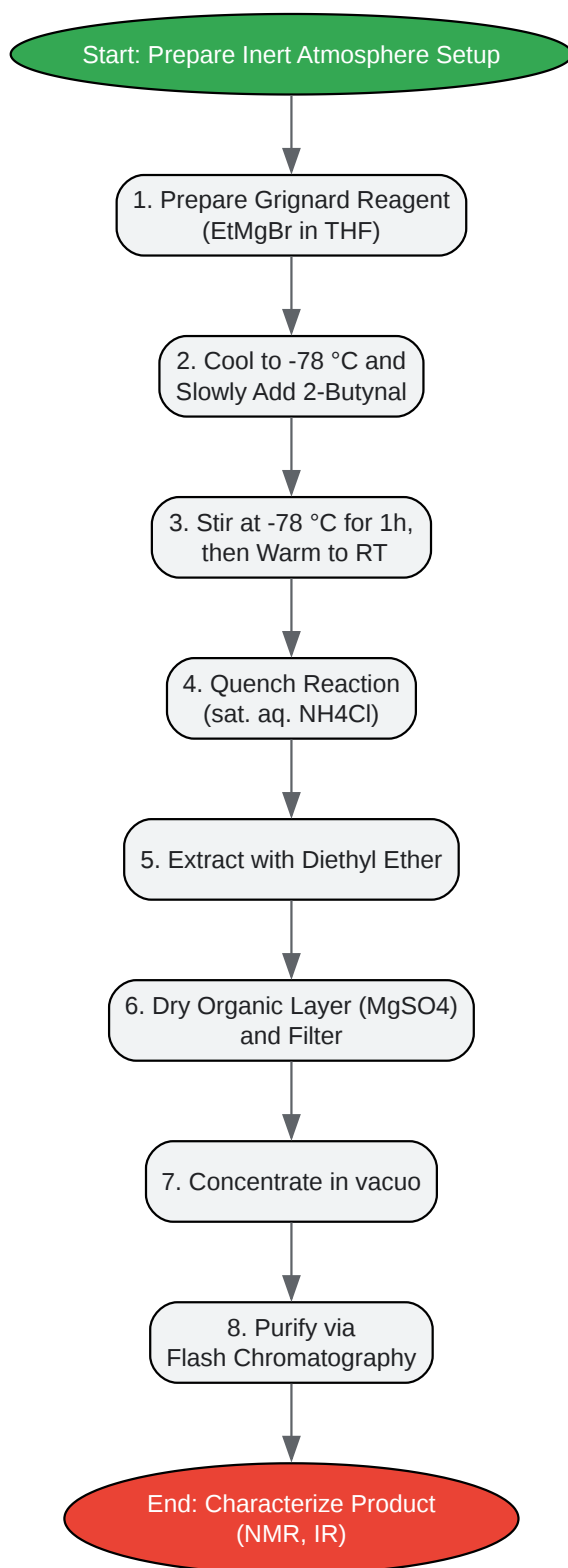 Start: Prepare Inert Atmosphere Setup
1. Prepare Grignard Reagent
(EtMgBr in THF)
2. Cool to -78 °C and
Slowly Add 2-Butynal
3. Stir at -78 °C for 1h,
then Warm to RT
4. Quench Reaction
(sat. aq. NH4Cl)
5. Extract with Diethyl Ether
6. Dry Organic Layer (MgSO4)
and Filter
7. Concentrate in vacuo
8. Purify via
Flash Chromatography
End: Characterize Product
(NMR, IR)